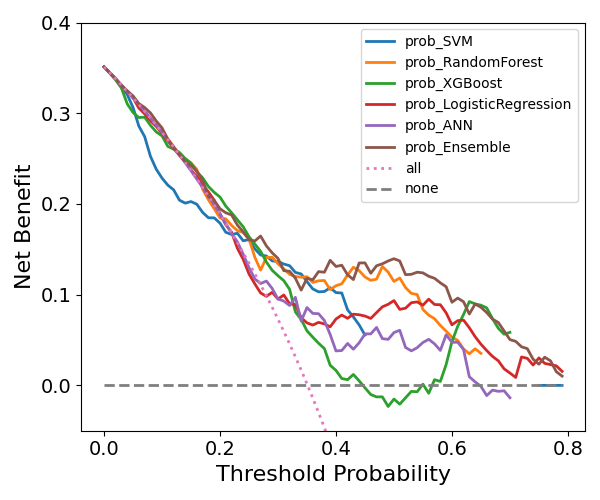 0.4
0.3
0.2
0.1
0.0
Net Benefit
prob_SVM
prob_RandomForest
prob_XGBoost
prob_LogisticRegression
prob_ANN
prob_Ensemble
all
none
0.0 0.2 0.4 0.6 0.8
Threshold Probability